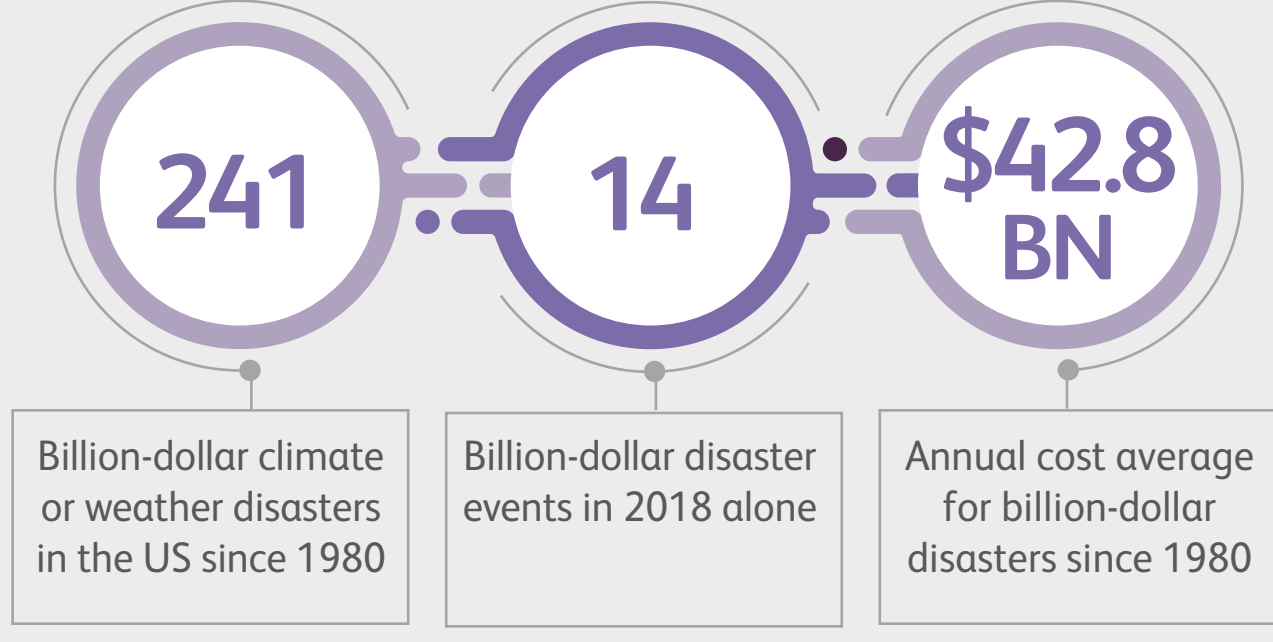 241
14
$42.8
BN
Billion-dollar climate
or weather disasters
in the US since 1980
Billion-dollar disaster
events in 2018 alone
Annual cost average
for billion-dollar
disasters since 1980